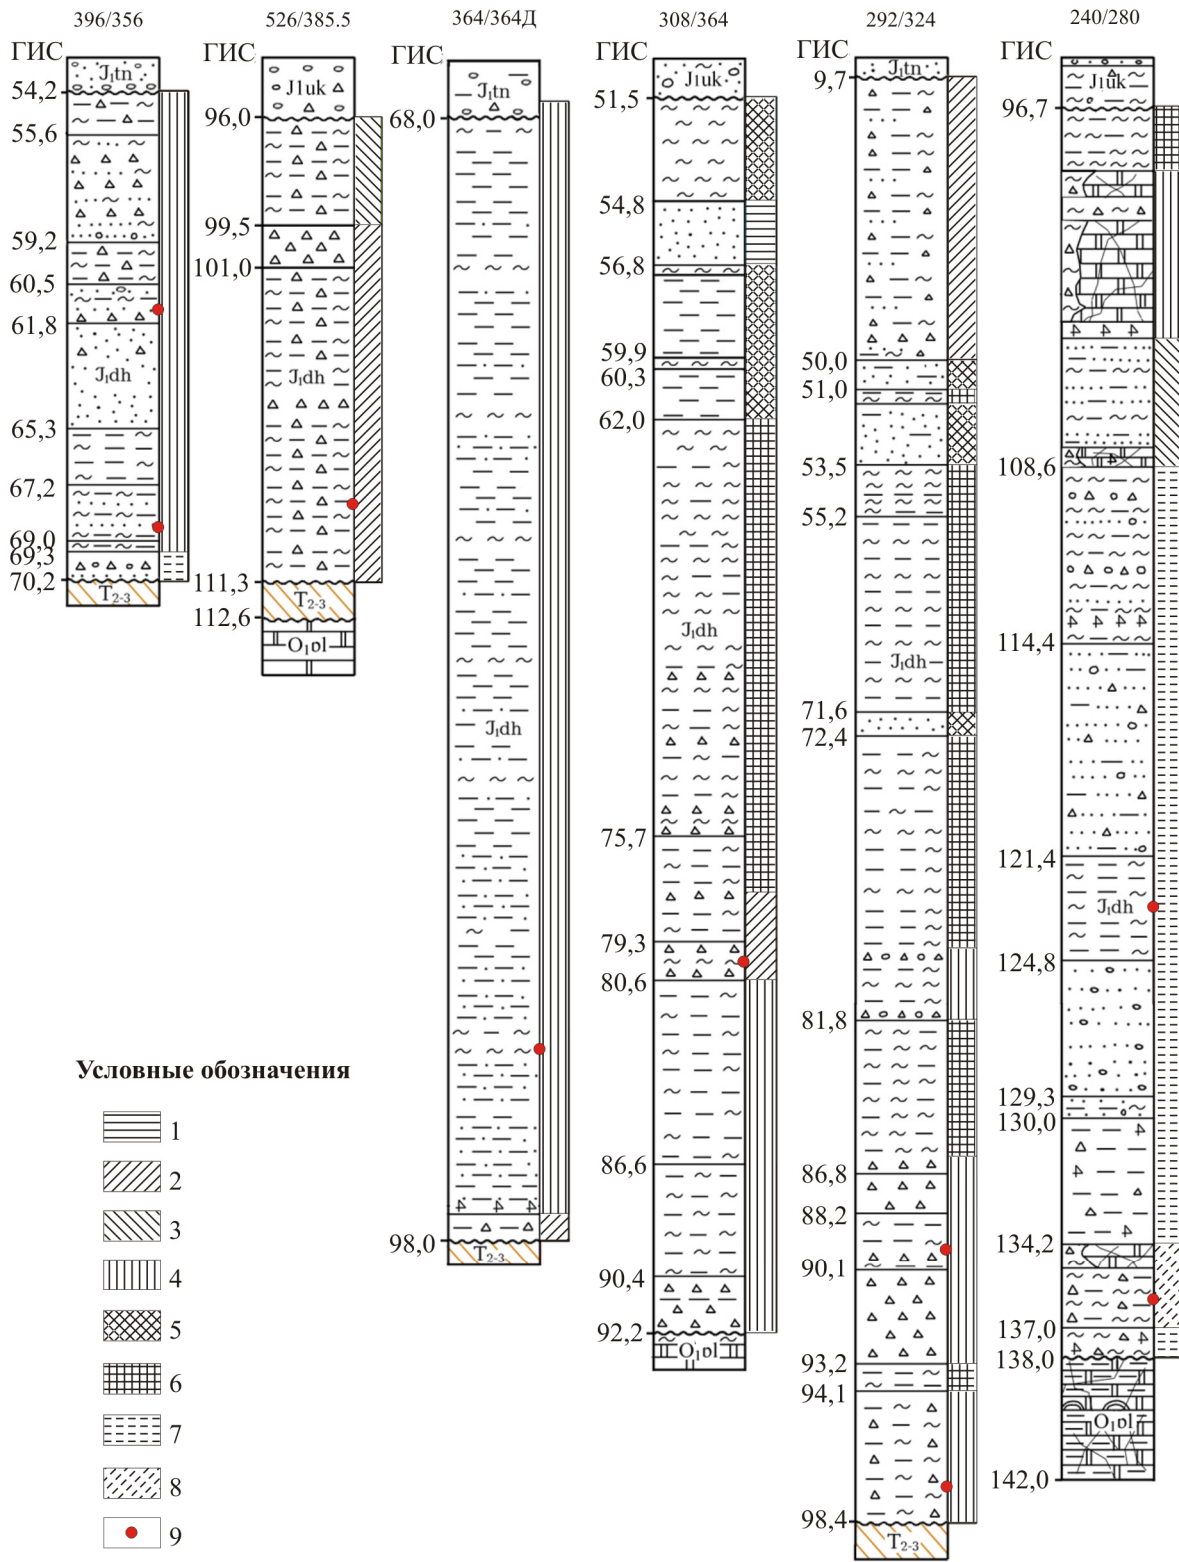 396/356
ГИС
J₁tn
54,2
55,6
59,2
60,5
61,8
J₁dh
65,3
67,2
69,0
69,3
70,2
T₂₋₃
526/385.5
ГИС
J1uk
96,0
99,5
101,0
J₁dh
111,3
T₂₋₃
112,6
O₁pl
364/364Д
ГИС
J₁tn
68,0
J₁dh
98,0
T₂₋₃
308/364
ГИС
J₁uk
51,5
54,8
56,8
59,9
60,3
62,0
J₁dh
75,7
79,3
80,6
86,6
90,4
92,2
O₁pl
292/324
ГИС
J₁tn
9,7
50,0
51,0
53,5
55,2
J₁dh
71,6
72,4
81,8
86,8
88,2
90,1
93,2
94,1
98,4
T₂₋₃
240/280
ГИС
J₁uk
96,7
108,6
114,4
121,4
J₁dh
124,8
129,3
130,0
134,2
137,0
138,0
O₁pl
142,0
Условные обозначения
1
2
3
4
5
6
7
8
9